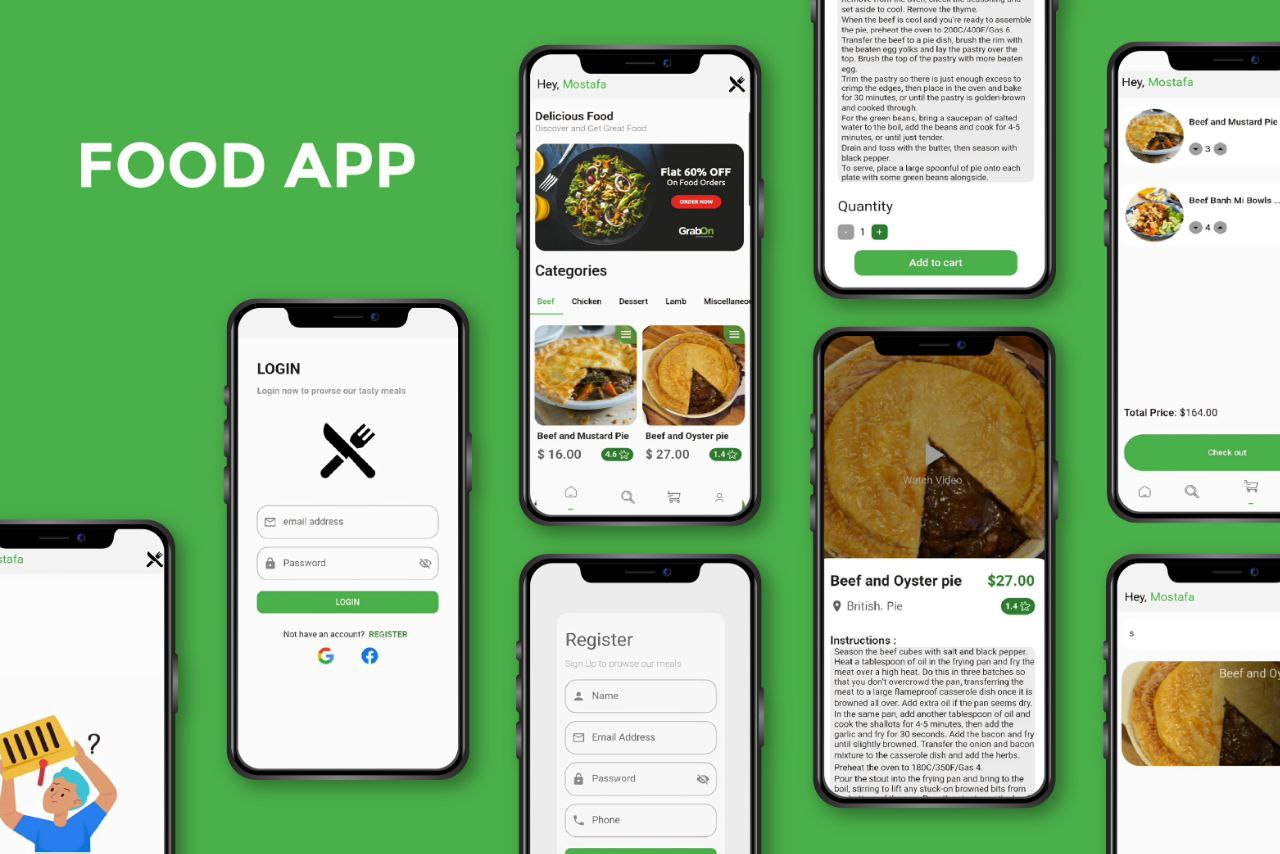 FOOD APP
stafa
?
LOGIN
Login now to prowse our tasty meals
email address
Password
LOGIN
Not have an account? REGISTER
Hey, Mostafa
Delicious Food
Discover and Get Great Food
Flat 60% OFF
On Food Orders
ORDER NOW
GrabOn
Categories
Beef Chicken Dessert Lamb Miscellaneo
Beef and Mustard Pie Beef and Oyster pie
$ 16.00 4.6 $ 27.00 1.4
Register
Sign Up to prowse our meals
Name
Email Address
Password
Phone
Remove from the oven, check the seasoning and
set aside to cool. Remove the thyme.
When the beef is cool and you're ready to assemble
the pie, preheat the oven to 200C/400F/Gas 6.
Transfer the beef to a pie dish, brush the rim with
the beaten egg yolks and lay the pastry over the
top. Brush the top of the pastry with more beaten
egg.
Trim the pastry so there is just enough excess to
crimp the edges, then place in the oven and bake
for 30 minutes, or until the pastry is golden-brown
and cooked through.
For the green beans, bring a saucepan of salted
water to the boil, add the beans and cook for 4-5
minutes, or until just tender.
Drain and toss with the butter, then season with
black pepper.
To serve, place a large spoonful of pie onto each
plate with some green beans alongside.
Quantity
- 1 +
Add to cart
Watch Video
Beef and Oyster pie $27.00
British, Pie 1.4
Instructions :
Season the beef cubes with salt and black pepper.
Heat a tablespoon of oil in the frying pan and fry the
meat over a high heat. Do this in three batches so
that you don't overcrowd the pan, transferring the
meat to a large flameproof casserole dish once it is
browned all over. Add extra oil if the pan seems dry.
In the same pan, add another tablespoon of oil and
cook the shallots for 4-5 minutes, then add the
garlic and fry for 30 seconds. Add the bacon and fry
until slightly browned. Transfer the onion and bacon
mixture to the casserole dish and add the herbs.
Preheat the oven to 180C/350F/Gas 4.
Pour the stout into the frying pan and bring to the
boil, stirring to lift any stuck-on browned bits from
Hey, Mostafa
Beef and Mustard Pie
3
Beef Banh Mi Bowls ...
4
Total Price: $164.00
Check out
Hey, Mostafa
s
Beef and Oy